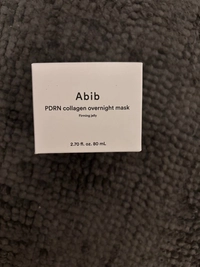 Abib
PDRN collagen overnight mask
Firming jelly
2.70 fl. oz. 80 mL